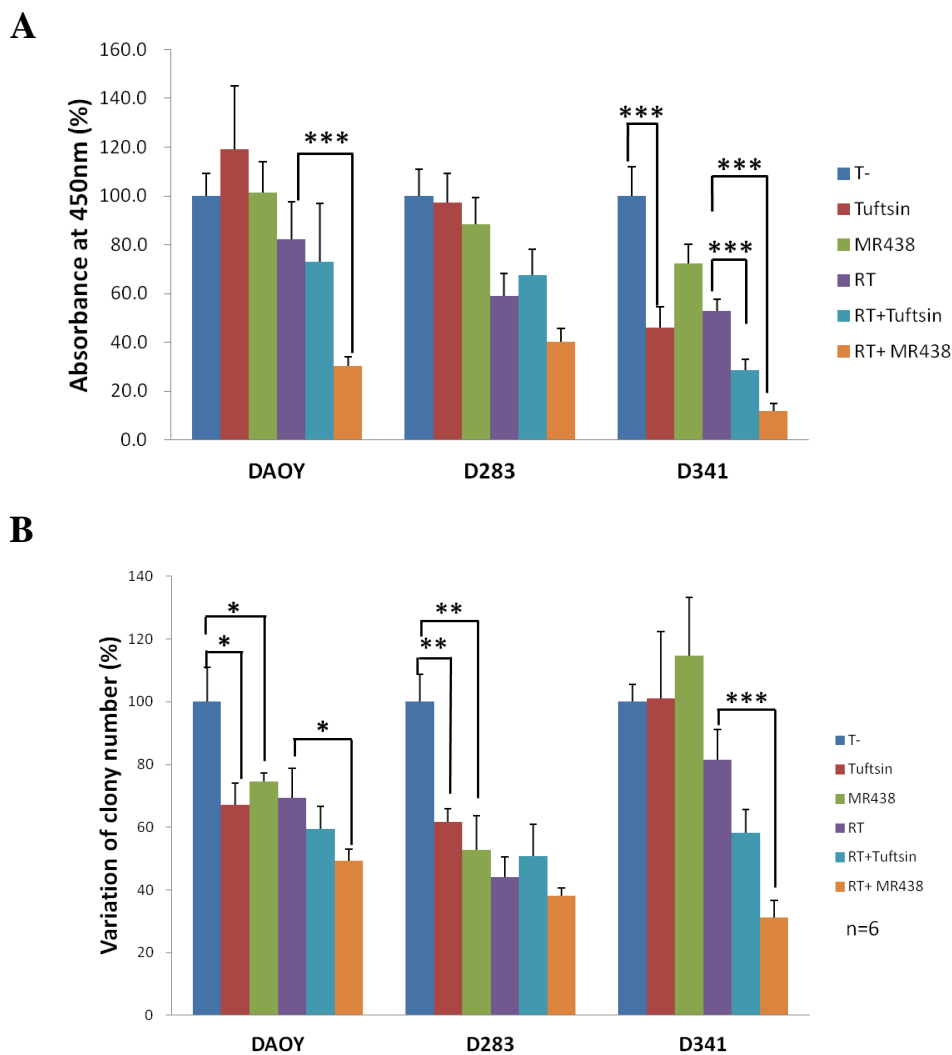 A
Absorbance at 450nm (%)
160.0
140.0
120.0
100.0
80.0
60.0
40.0
20.0
0.0
***
***
***
***
DAOY D283 D341
T-
Tuftsin
MR438
RT
RT+Tuftsin
RT+ MR438
B
Variation of clony number (%)
140
120
100
80
60
40
20
0
*
*
*
**
**
***
DAOY D283 D341
T-
Tuftsin
MR438
RT
RT+Tuftsin
RT+ MR438
n=6